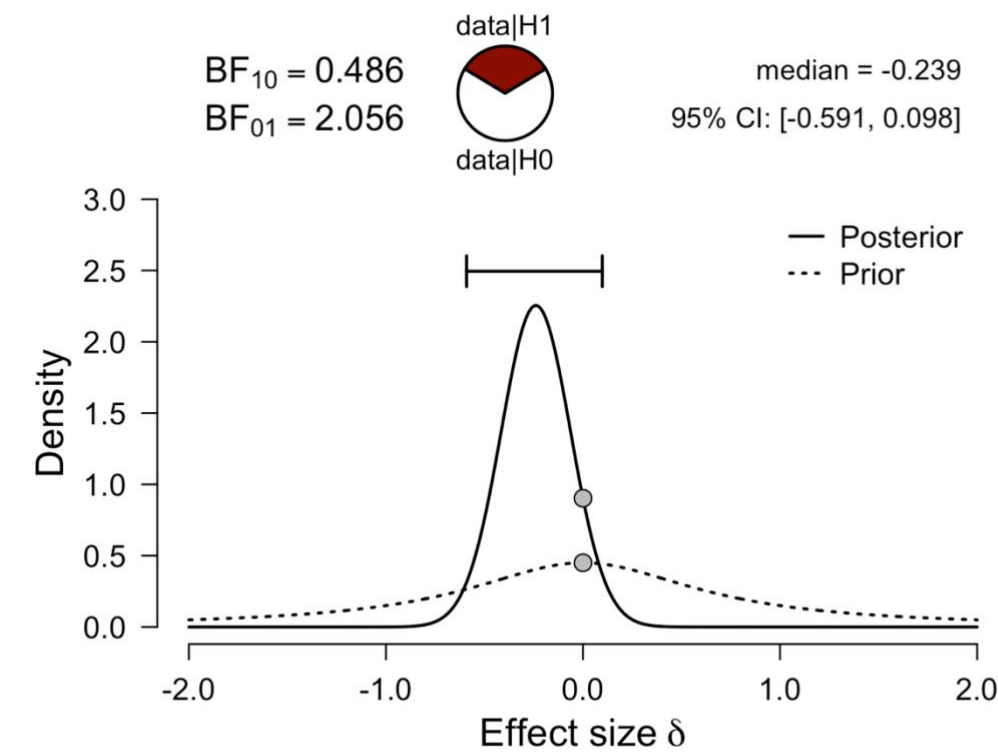 data|H1
BF₁₀ = 0.486
BF₀₁ = 2.056
median = -0.239
95% CI: [-0.591, 0.098]
data|H0
Posterior
Prior
3.0
2.5
2.0
1.5
1.0
0.5
0.0
Density
-2.0
-1.0
0.0
1.0
2.0
Effect size δ